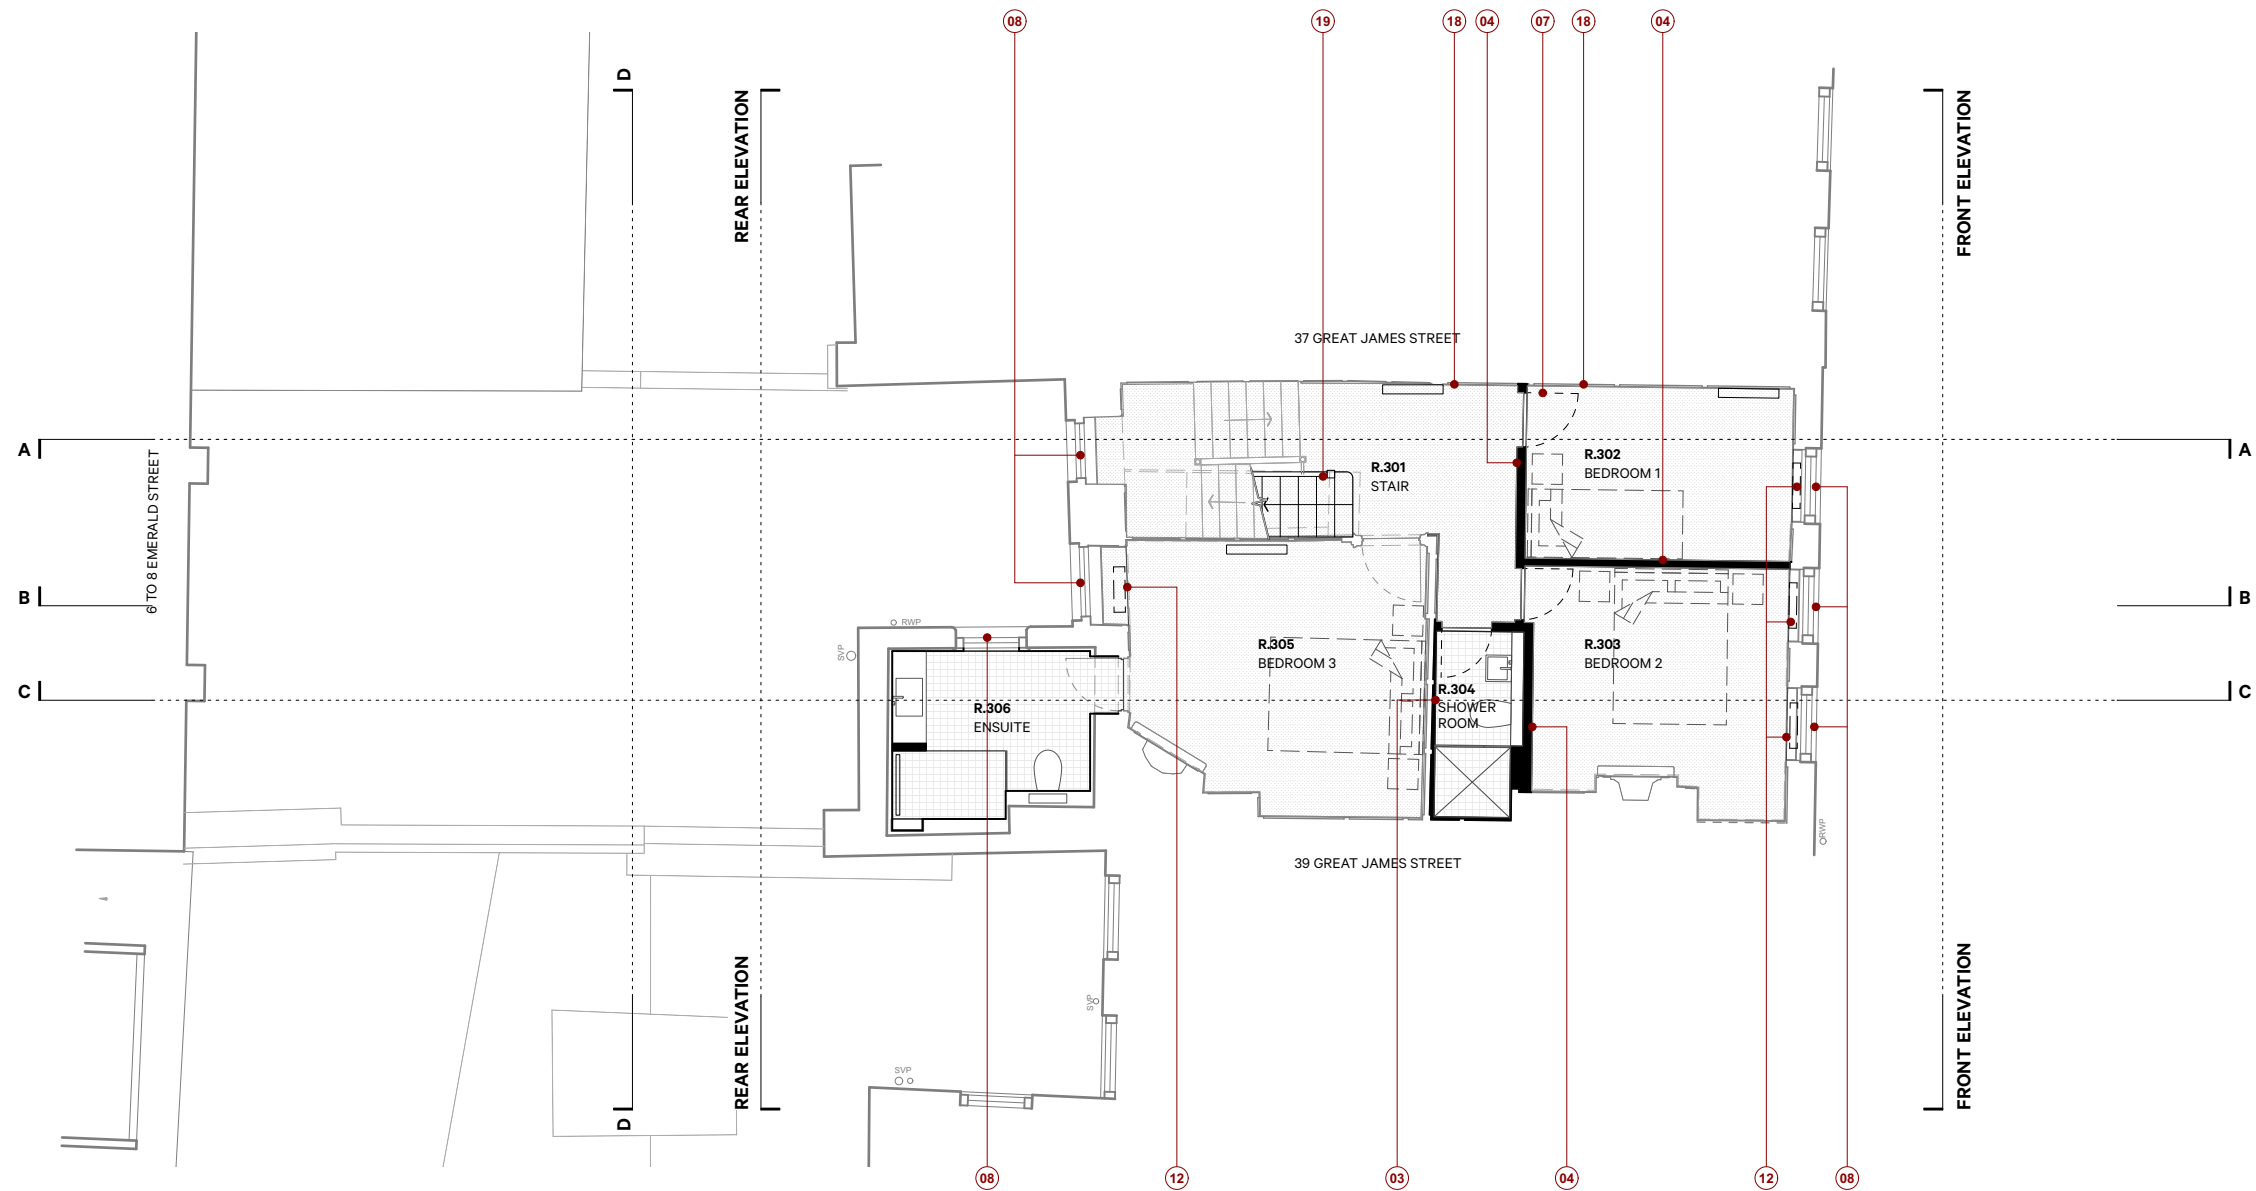 08
19
18
04
07
18
04
D
REAR ELEVATION
FRONT ELEVATION
37 GREAT JAMES STREET
A
A
6 TO 8 EMERALD STREET
R.301
STAIR
R.302
BEDROOM 1
B
B
RWP
SVP
R.305
BEDROOM 3
R.303
BEDROOM 2
C
C
R.304
SHOWER
ROOM
R.306
ENSUITE
RWP
39 GREAT JAMES STREET
REAR ELEVATION
FRONT ELEVATION
SVP
SVP
D
08
12
03
04
12
08